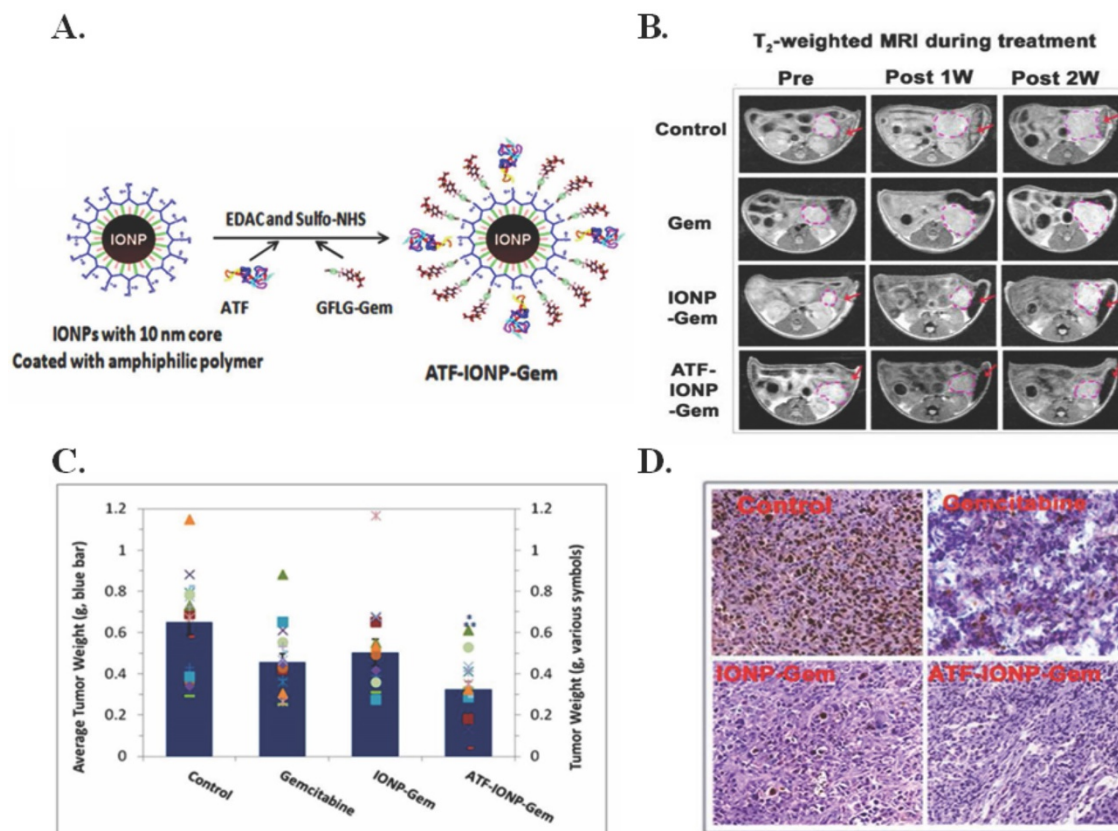 A.
IONP
EDAC and Sulfo-NHS
ATF
GFLG-Gem
IONP
IONPs with 10 nm core
Coated with amphiphilic polymer
ATF-IONP-Gem
B.
T₂-weighted MRI during treatment
Pre Post 1W Post 2W
Control
Gem
IONP
-Gem
ATF-
IONP
-Gem
C.
Average Tumor Weight (g, blue bar)
1.2
1
0.8
0.6
0.4
0.2
0
Control
Gemcitabine
IONP-Gem
ATF-IONP-Gem
1.2
1
0.8
0.6
0.4
0.2
0
Tumor Weight (g, various symbols)
D.
Control
Gemcitabine
IONP-Gem
ATF-IONP-Gem